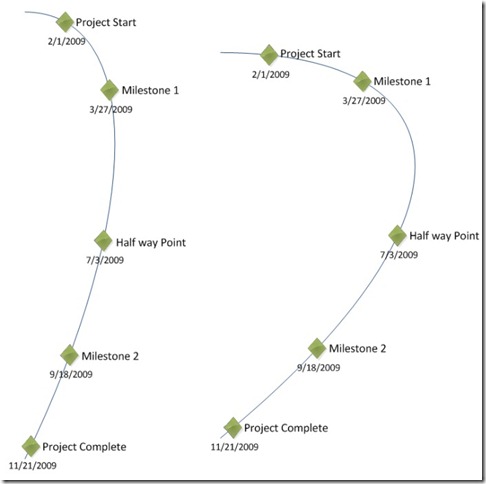 Project Start
2/1/2009
Milestone 1
3/27/2009
Half way Point
7/3/2009
Milestone 2
9/18/2009
Project Complete
11/21/2009
Project Start
2/1/2009
Milestone 1
3/27/2009
Half way Point
7/3/2009
Milestone 2
9/18/2009
Project Complete
11/21/2009